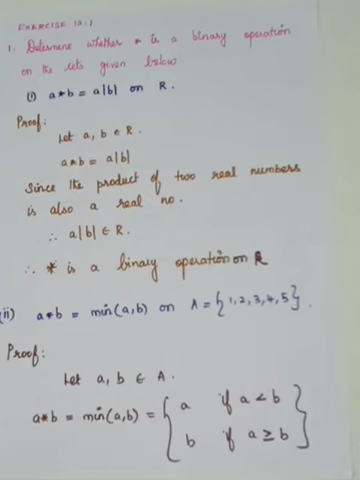 EXERCISE 12.1
1. Determine whether * is a binary operation
on the sets given below
(i) a*b = a|b| on R.
Proof:
Let a, b ∈ R.
a*b = a|b|
Since the product of two real numbers
is also a real no.
∴ a|b| ∈ R.
∴ * is a binary operation on R
(ii) a*b = min(a,b) on A = {1,2,3,4,5}.
Proof:
Let a, b ∈ A.
a*b = min(a,b) = { a if a < b
b if a ≥ b }